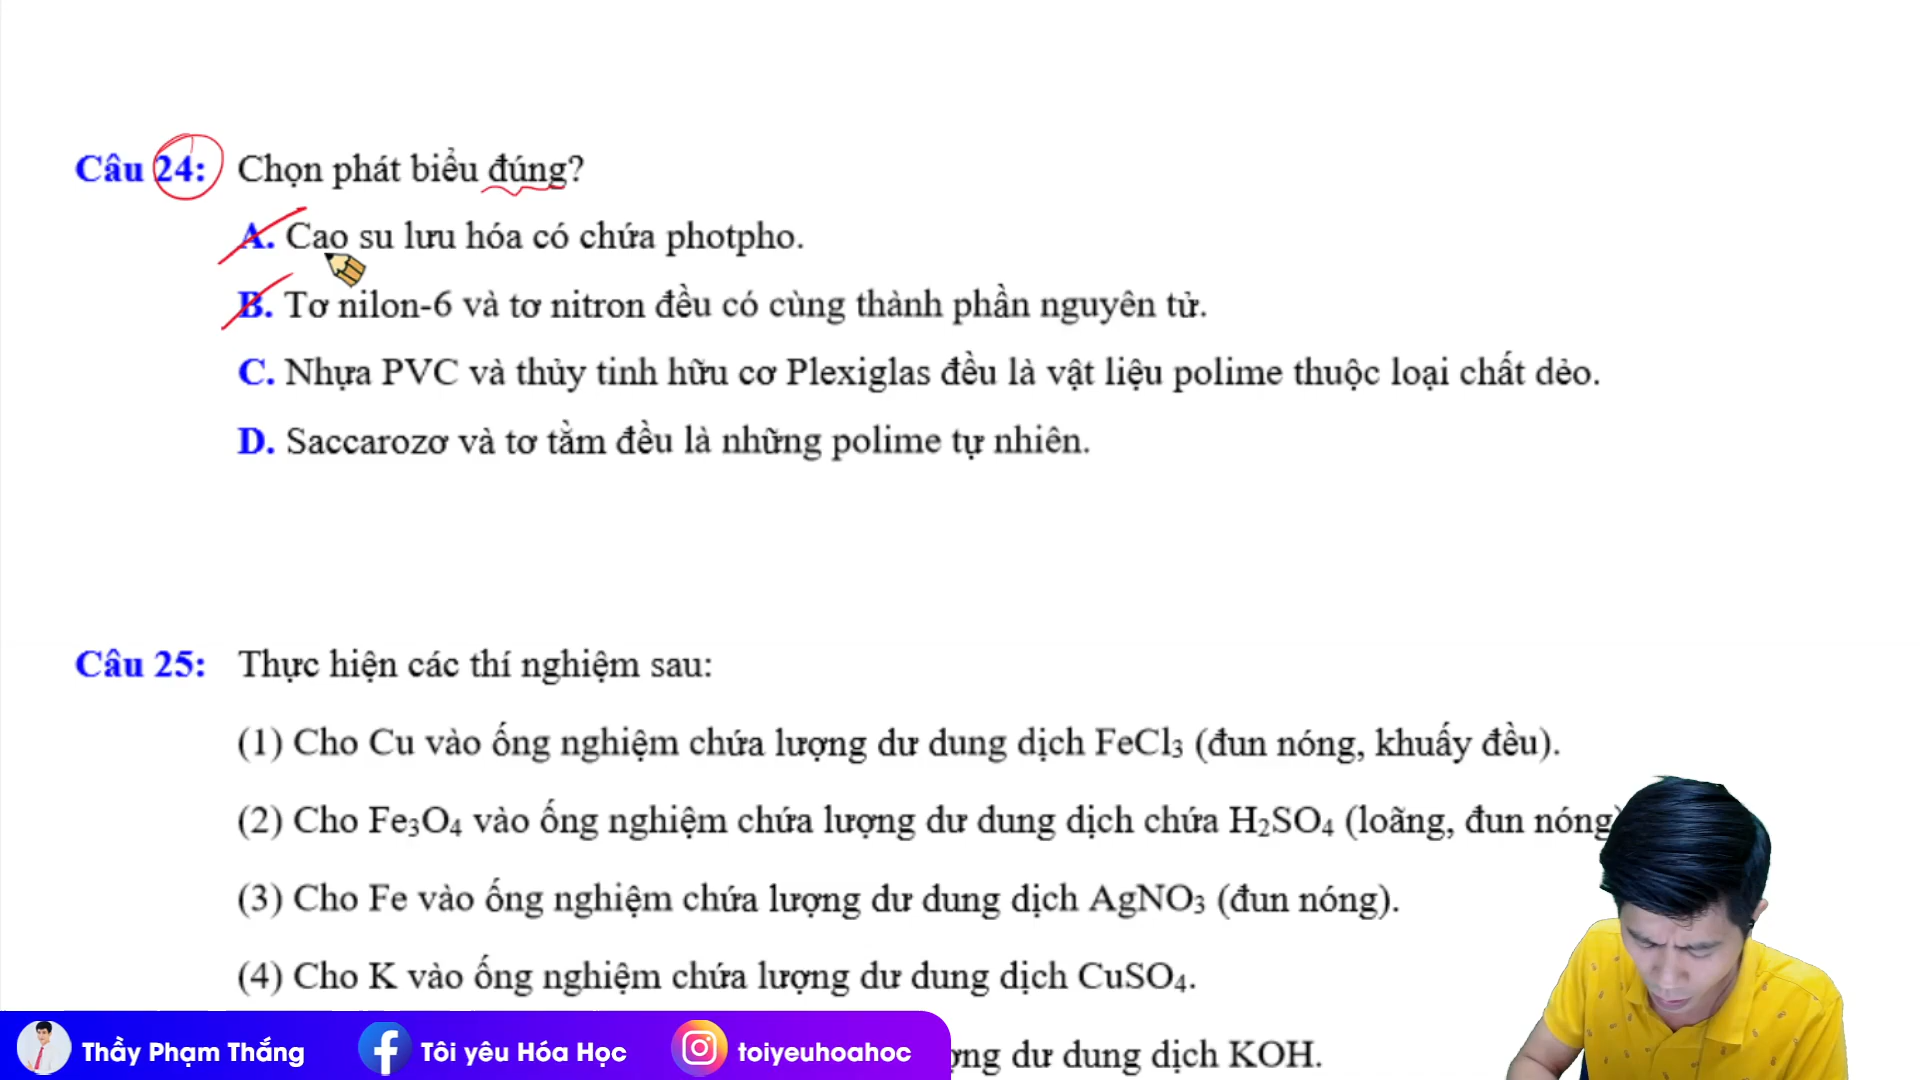 Câu 24: Chọn phát biểu đúng?
A. Cao su lưu hóa có chứa photpho.
B. Tơ nilon-6 và tơ nitron đều có cùng thành phần nguyên tử.
C. Nhựa PVC và thủy tinh hữu cơ Plexiglas đều là vật liệu polime thuộc loại chất dẻo.
D. Saccarozơ và tơ tằm đều là những polime tự nhiên.
Câu 25: Thực hiện các thí nghiệm sau:
(1) Cho Cu vào ống nghiệm chứa lượng dư dung dịch FeCl₃ (đun nóng, khuấy đều).
(2) Cho Fe₃O₄ vào ống nghiệm chứa lượng dư dung dịch chứa H₂SO₄ (loãng, đun nóng
(3) Cho Fe vào ống nghiệm chứa lượng dư dung dịch AgNO₃ (đun nóng).
(4) Cho K vào ống nghiệm chứa lượng dư dung dịch CuSO₄.
dư dung dịch KOH.
Thầy Phạm Thắng Tôi yêu Hóa Học toiyeuhoahoc